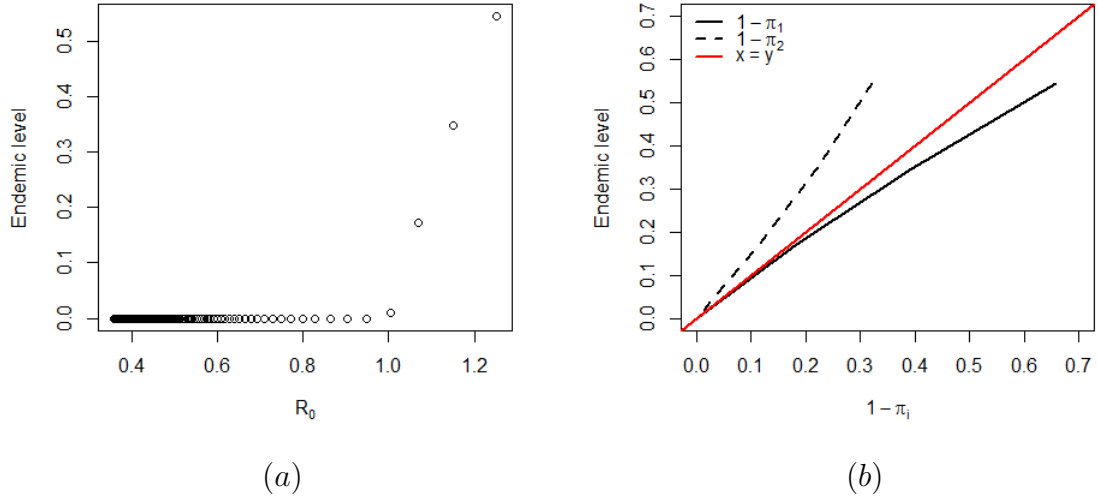 Endemic level
0.5
0.4
0.3
0.2
0.1
0.0
0.4 0.6 0.8 1.0 1.2
R₀
(a)
Endemic level
0.7
0.6
0.5
0.4
0.3
0.2
0.1
0.0
1 − π₁
1 − π₂
x = y²
0.0 0.1 0.2 0.3 0.4 0.5 0.6 0.7
1 − πᵢ
(b)